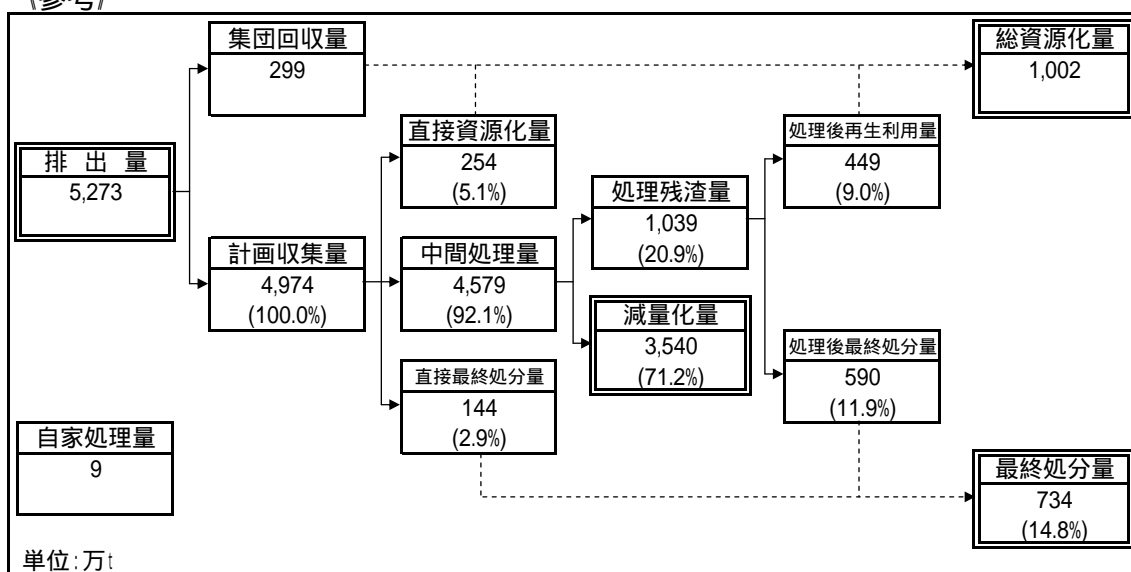 《参考》
集団回収量
299
総資源化量
1,002
直接資源化量
254
(5.1%)
処理後再生利用量
449
(9.0%)
排 出 量
5,273
処理残渣量
1,039
(20.9%)
計画収集量
4,974
(100.0%)
中間処理量
4,579
(92.1%)
減量化量
3,540
(71.2%)
処理後最終処分量
590
(11.9%)
直接最終処分量
144
(2.9%)
自家処理量
9
最終処分量
734
(14.8%)
単位:万t